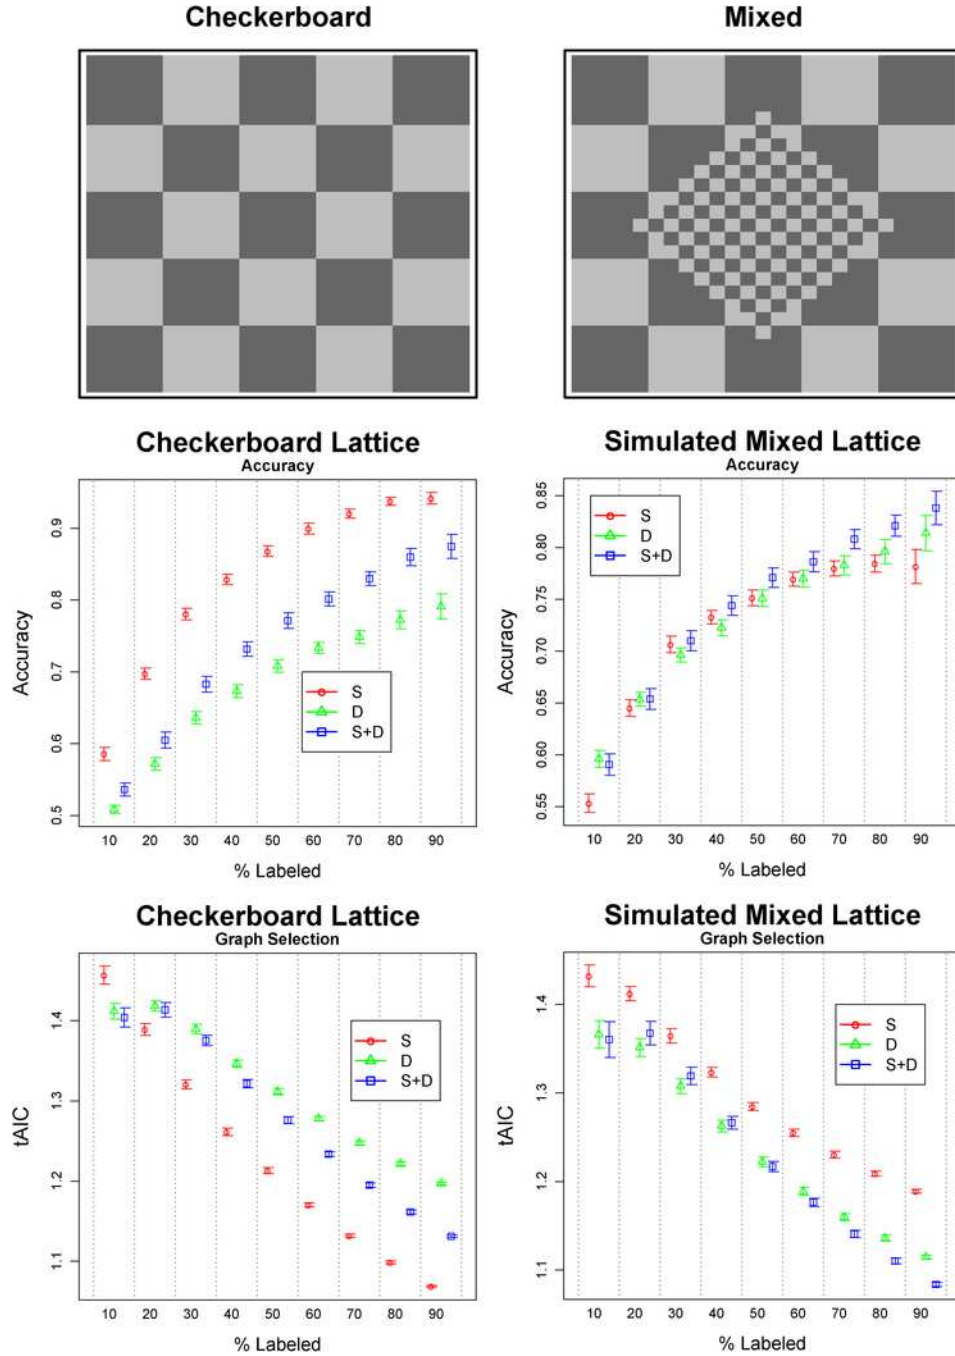 Checkerboard
Mixed
Checkerboard Lattice
Accuracy
Accuracy
0.9
0.8
0.7
0.6
0.5
S
D
S+D
10 20 30 40 50 60 70 80 90
% Labeled
Simulated Mixed Lattice
Accuracy
Accuracy
0.85
0.80
0.75
0.70
0.65
0.60
0.55
S
D
S+D
10 20 30 40 50 60 70 80 90
% Labeled
Checkerboard Lattice
Graph Selection
tAIC
1.4
1.3
1.2
1.1
S
D
S+D
10 20 30 40 50 60 70 80 90
% Labeled
Simulated Mixed Lattice
Graph Selection
tAIC
1.4
1.3
1.2
1.1
S
D
S+D
10 20 30 40 50 60 70 80 90
% Labeled